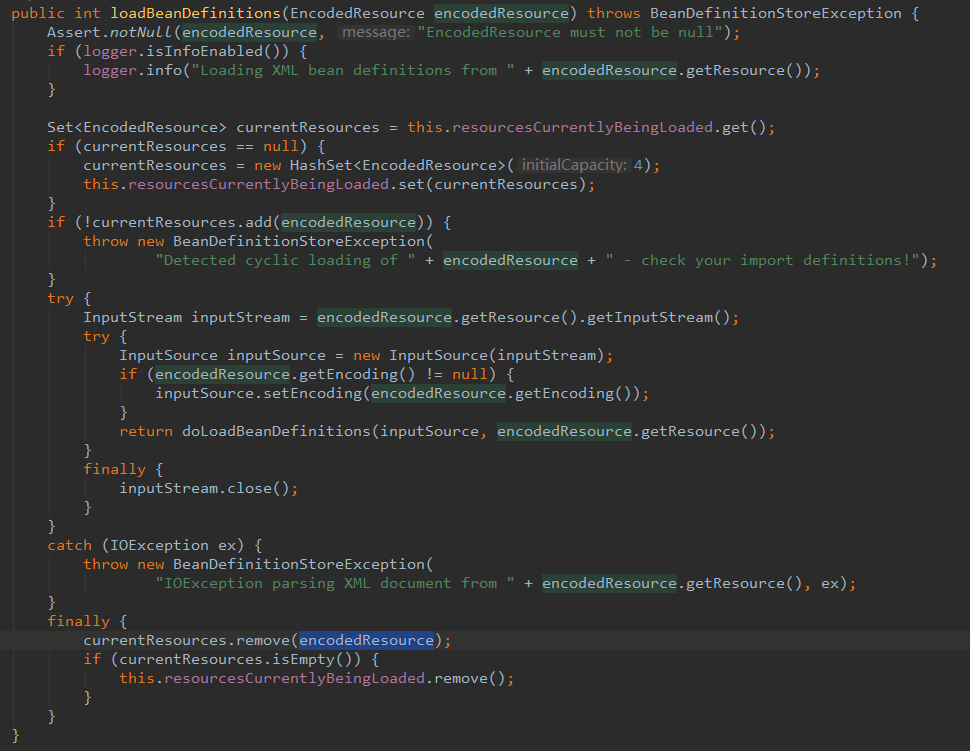 public int loadBeanDefinitions(EncodedResource encodedResource) throws BeanDefinitionStoreException {
    Assert.notNull(encodedResource, message: "EncodedResource must not be null");
    if (logger.isInfoEnabled()) {
        logger.info("Loading XML bean definitions from " + encodedResource.getResource());
    }

    Set<EncodedResource> currentResources = this.resourcesCurrentlyBeingLoaded.get();
    if (currentResources == null) {
        currentResources = new HashSet<EncodedResource>( initialCapacity: 4);
        this.resourcesCurrentlyBeingLoaded.set(currentResources);
    }
    if (!currentResources.add(encodedResource)) {
        throw new BeanDefinitionStoreException(
                "Detected cyclic loading of " + encodedResource + " - check your import definitions!");
    }
    try {
        InputStream inputStream = encodedResource.getResource().getInputStream();
        try {
            InputSource inputSource = new InputSource(inputStream);
            if (encodedResource.getEncoding() != null) {
                inputSource.setEncoding(encodedResource.getEncoding());
            }
            return doLoadBeanDefinitions(inputSource, encodedResource.getResource());
        }
        finally {
            inputStream.close();
        }
    }
    catch (IOException ex) {
        throw new BeanDefinitionStoreException(
                "IOException parsing XML document from " + encodedResource.getResource(), ex);
    }
    finally {
        currentResources.remove(encodedResource);
        if (currentResources.isEmpty()) {
            this.resourcesCurrentlyBeingLoaded.remove();
        }
    }
}